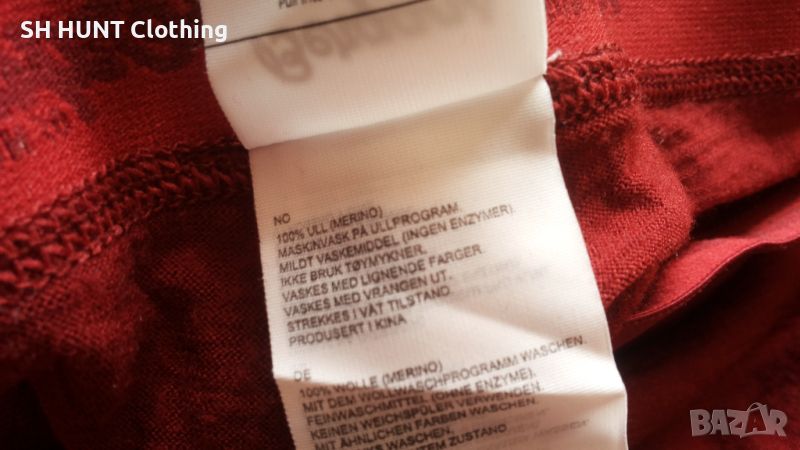 SH HUNT Clothing
NO
100% ULL (MERINO)
MASKINVASK PÅ ULLPROGRAM.
MILDT VASKEMIDDEL (INGEN ENZYMER).
IKKE BRUK TØYMYKNER.
VASKES MED LIGNENDE FARGER
VASKES MED VRANGEN UT.
STREKKES I VÅT TILSTAND
PRODUSERT I KINA
DE
100% WOLLE (MERINO)
MIT DEM WOLLWASCHPROGRAMM WASCHEN.
FEINWASCHMITTEL (OHNE ENZYME).
KEINEN WEICHSPÜLER VERWENDEN.
MIT ÄHNLICHEN FARBEN WASCHEN
WASCHEN.
ZUSTAND
BAZAR